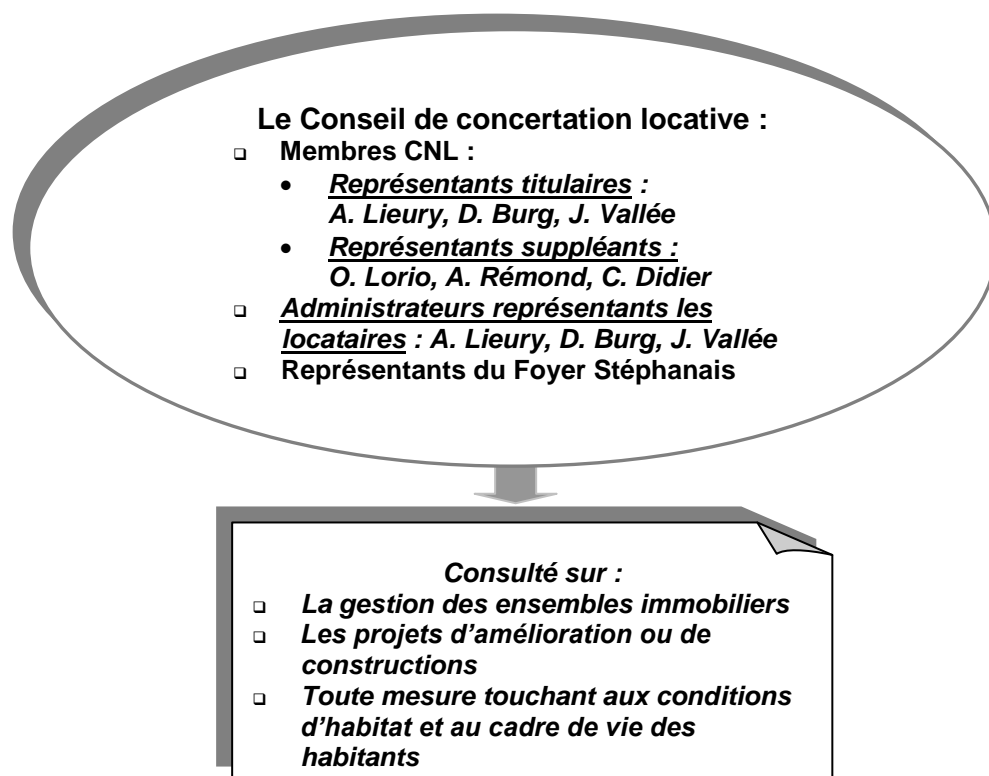 Le Conseil de concertation locative :
❑ Membres CNL :
• Représentants titulaires :
A. Lieury, D. Burg, J. Vallée
• Représentants suppléants :
O. Lorio, A. Rémond, C. Didier
❑ Administrateurs représentants les
locataires : A. Lieury, D. Burg, J. Vallée
❑ Représentants du Foyer Stéphanais
Consulté sur :
❑ La gestion des ensembles immobiliers
❑ Les projets d'amélioration ou de
constructions
❑ Toute mesure touchant aux conditions
d'habitat et au cadre de vie des
habitants